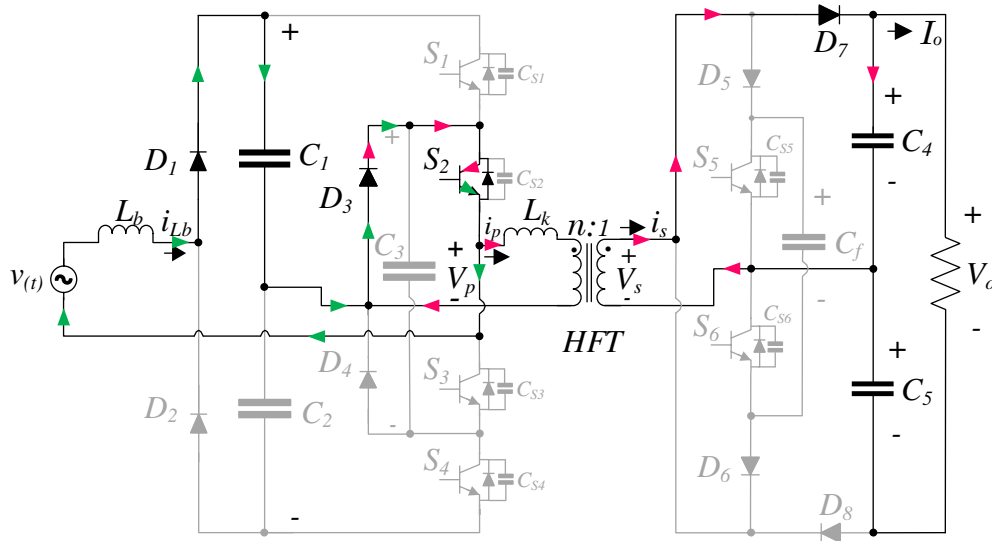 +
S1
CS1
D7
Io
D5
+
D1
C1
+
D3
S2
CS2
S5
CS5
C4
-
Lb
iLb
C3
+
Vp
-
ip
Lk
n:1
is
+
Vs
-
+
Cf
-
+
Vo
-
v(t)
HFT
S6
CS6
D4
S3
CS3
+
C5
-
D2
C2
-
S4
CS4
D6
D8
-